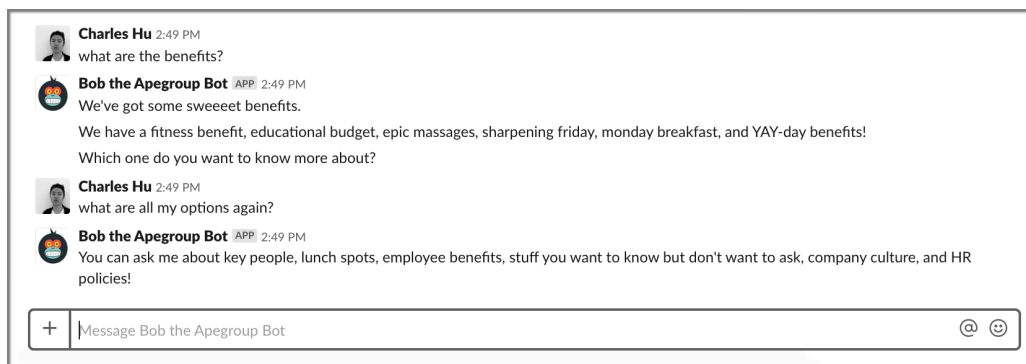 Charles Hu 2:49 PM
what are the benefits?
Bob the Apegroup Bot APP 2:49 PM
We've got some sweeeet benefits.
We have a fitness benefit, educational budget, epic massages, sharpening friday, monday breakfast, and YAY-day benefits!
Which one do you want to know more about?
Charles Hu 2:49 PM
what are all my options again?
Bob the Apegroup Bot APP 2:49 PM
You can ask me about key people, lunch spots, employee benefits, stuff you want to know but don't want to ask, company culture, and HR
policies!
Message Bob the Apegroup Bot